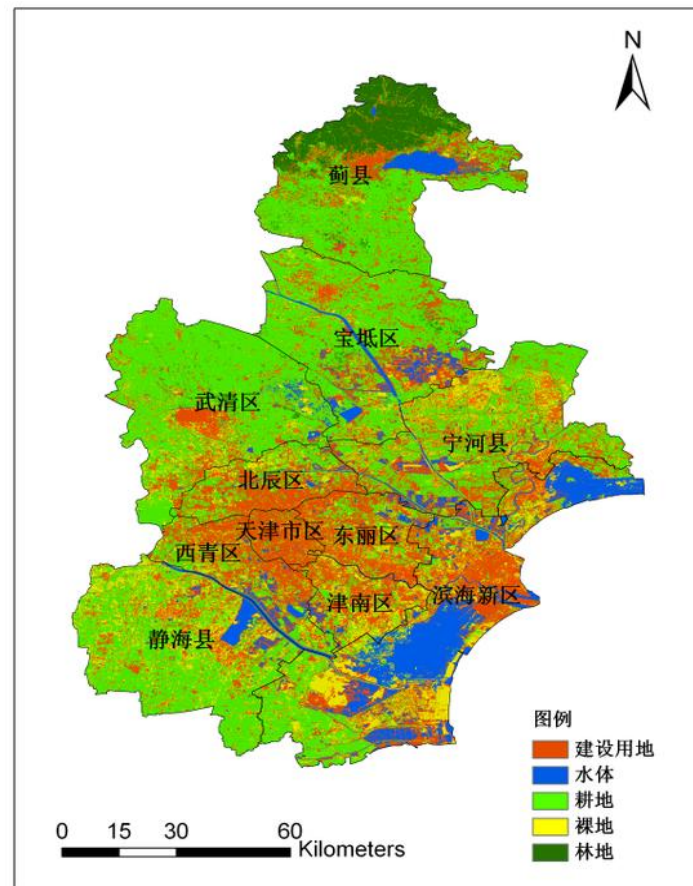 N
蓟县
宝坻区
武清区
宁河县
北辰区
天津市区
东丽区
西青区
津南区
滨海新区
静海县
图例
建设用地
水体
耕地
裸地
林地
0 15 30 60
Kilometers